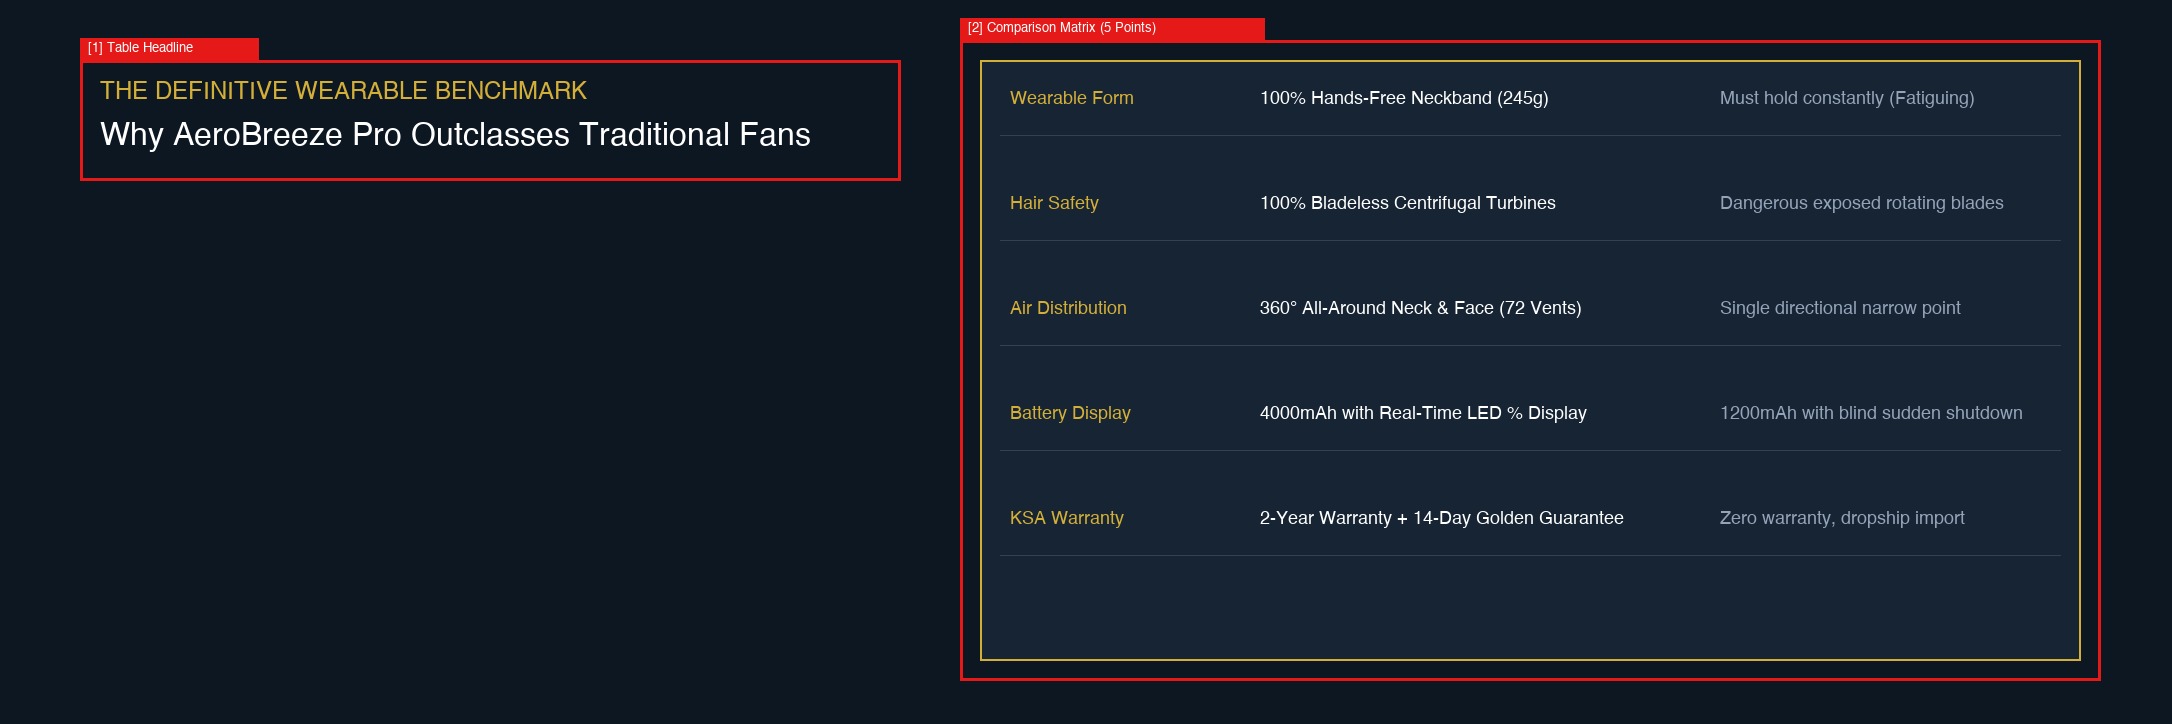 [1] Table Headline
THE DEFINITIVE WEARABLE BENCHMARK
Why AeroBreeze Pro Outclasses Traditional Fans
[2] Comparison Matrix (5 Points)
Wearable Form 100% Hands-Free Neckband (245g) Must hold constantly (Fatiguing)
Hair Safety 100% Bladeless Centrifugal Turbines Dangerous exposed rotating blades
Air Distribution 360° All-Around Neck & Face (72 Vents) Single directional narrow point
Battery Display 4000mAh with Real-Time LED % Display 1200mAh with blind sudden shutdown
KSA Warranty 2-Year Warranty + 14-Day Golden Guarantee Zero warranty, dropship import